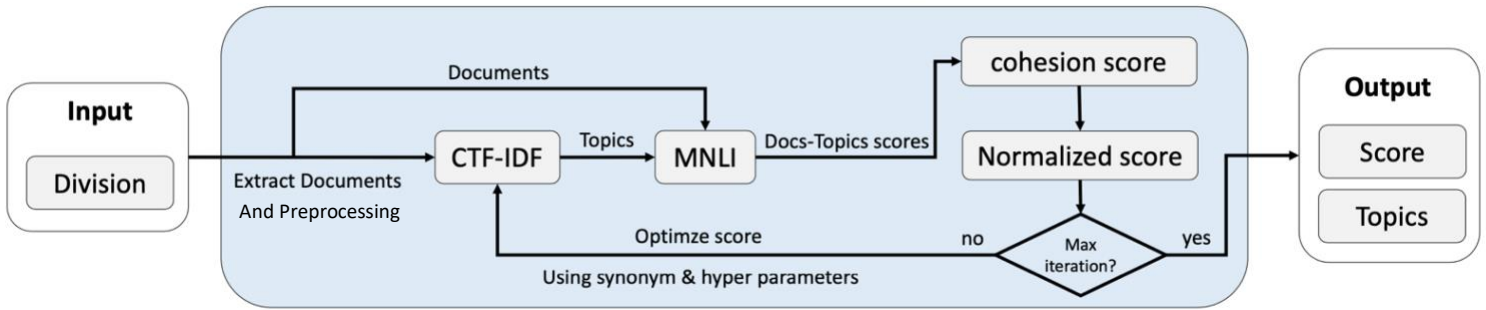 Input
Division
Extract Documents
And Preprocessing
Documents
CTF-IDF
Topics
MNLI
Docs-Topics scores
cohesion score
Normalized score
Max
iteration?
no
yes
Optimze score
Using synonym & hyper parameters
Output
Score
Topics